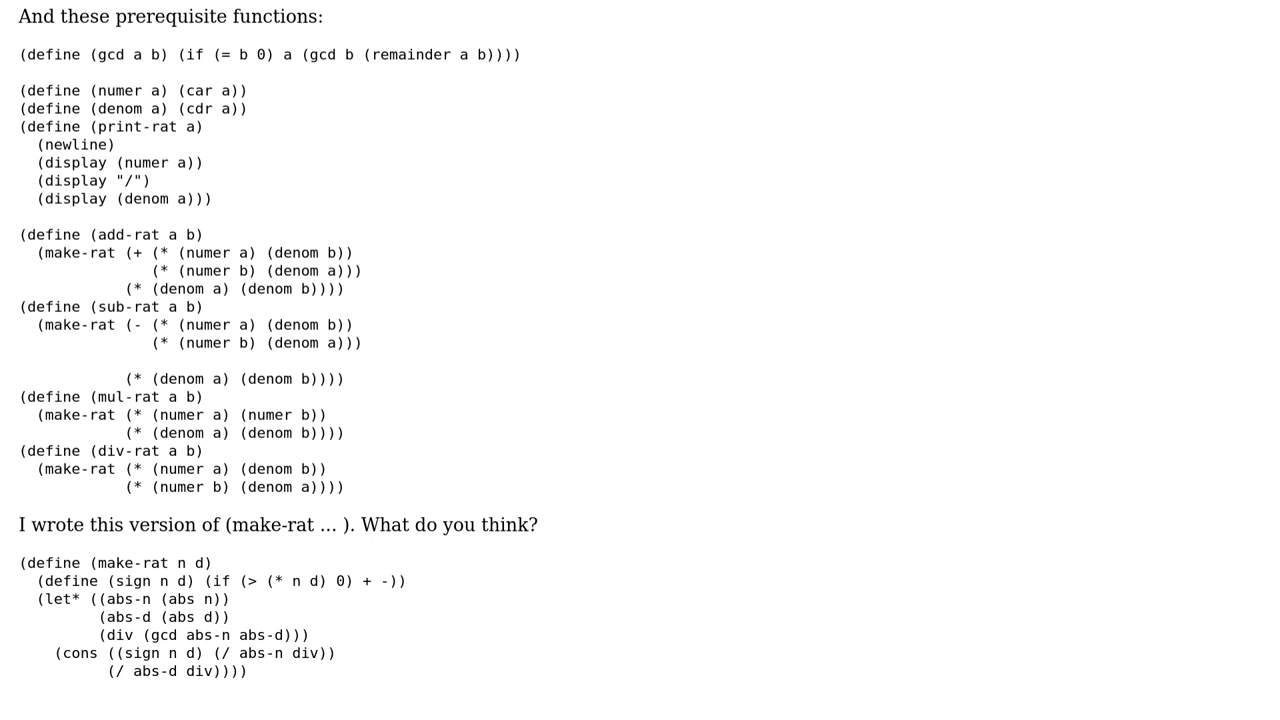 And these prerequisite functions:
(define (gcd a b) (if (= b 0) a (gcd b (remainder a b))))
(define (numer a) (car a))
(define (denom a) (cdr a))
(define (print-rat a)
(newline)
(display (numer a))
(display "/")
(display (denom a)))
(define (add-rat a b)
(make-rat (+ (* (numer a) (denom b))
(* (numer b) (denom a)))
(* (denom a) (denom b))))
(define (sub-rat a b)
(make-rat (- (* (numer a) (denom b))
(* (numer b) (denom a)))
(* (denom a) (denom b))))
(define (mul-rat a b)
(make-rat (* (numer a) (numer b))
(* (denom a) (denom b))))
(define (div-rat a b)
(make-rat (* (numer a) (denom b))
(* (numer b) (denom a))))
I wrote this version of (make-rat ... ). What do you think?
(define (make-rat n d)
(define (sign n d) (if (> (* n d) 0) + -))
(let* ((abs-n (abs n))
(abs-d (abs d))
(div (gcd abs-n abs-d)))
(cons ((sign n d) (/ abs-n div))
(/ abs-d div))))